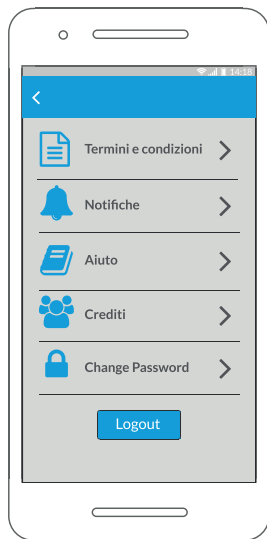 14:18
Termini e condizioni
Notifiche
Aiuto
Crediti
Change Password
Logout